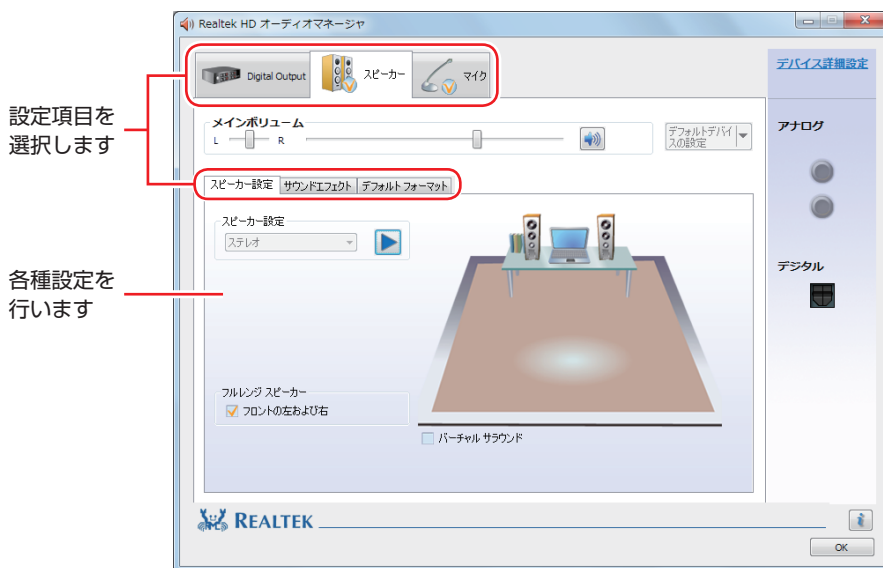 Realtek HD オーディオマネージャ
Digital Output
スピーカー
マイク
デバイス詳細設定
設定項目を
選択します
メインボリューム
L
R
デフォルトデバイ
スの設定
アナログ
スピーカー設定
サウンドエフェクト
デフォルト フォーマット
スピーカー設定
ステレオ
各種設定を
行います
デジタル
フルレンジ スピーカー
フロントの左および右
バーチャル サラウンド
REALTEK
i
OK